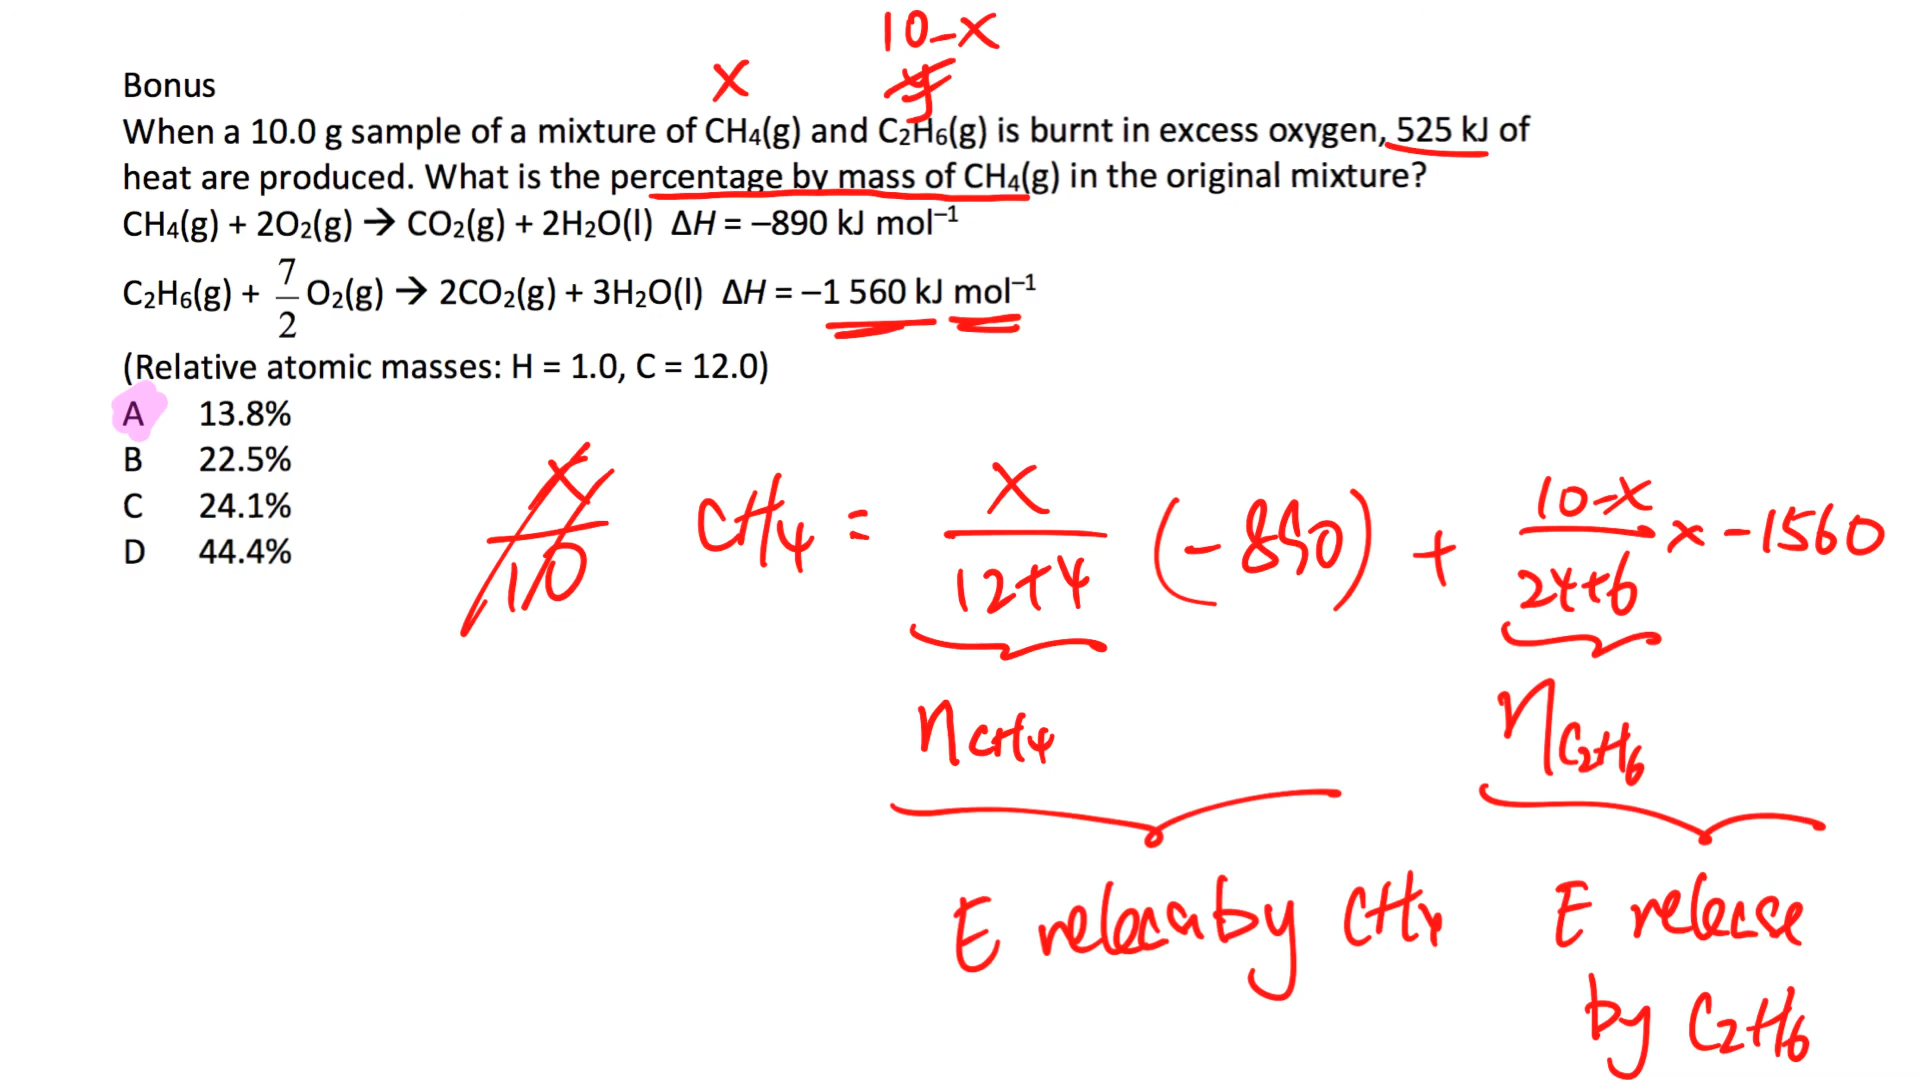 10-x
x y
Bonus
When a 10.0 g sample of a mixture of CH₄(g) and C₂H₆(g) is burnt in excess oxygen, 525 kJ of
heat are produced. What is the percentage by mass of CH₄(g) in the original mixture?
CH₄(g) + 2O₂(g) → CO₂(g) + 2H₂O(l) ΔH = –890 kJ mol⁻¹
C₂H₆(g) + 7/2 O₂(g) → 2CO₂(g) + 3H₂O(l) ΔH = –1 560 kJ mol⁻¹
(Relative atomic masses: H = 1.0, C = 12.0)
A 13.8%
B 22.5%
C 24.1%
D 44.4%
x/10 CH₄ = x/(12+4) (-890) + (10-x)/(24+6) x -1560
nCH₄ nC₂H₆
E by CH₄ E release
by C₂H₆